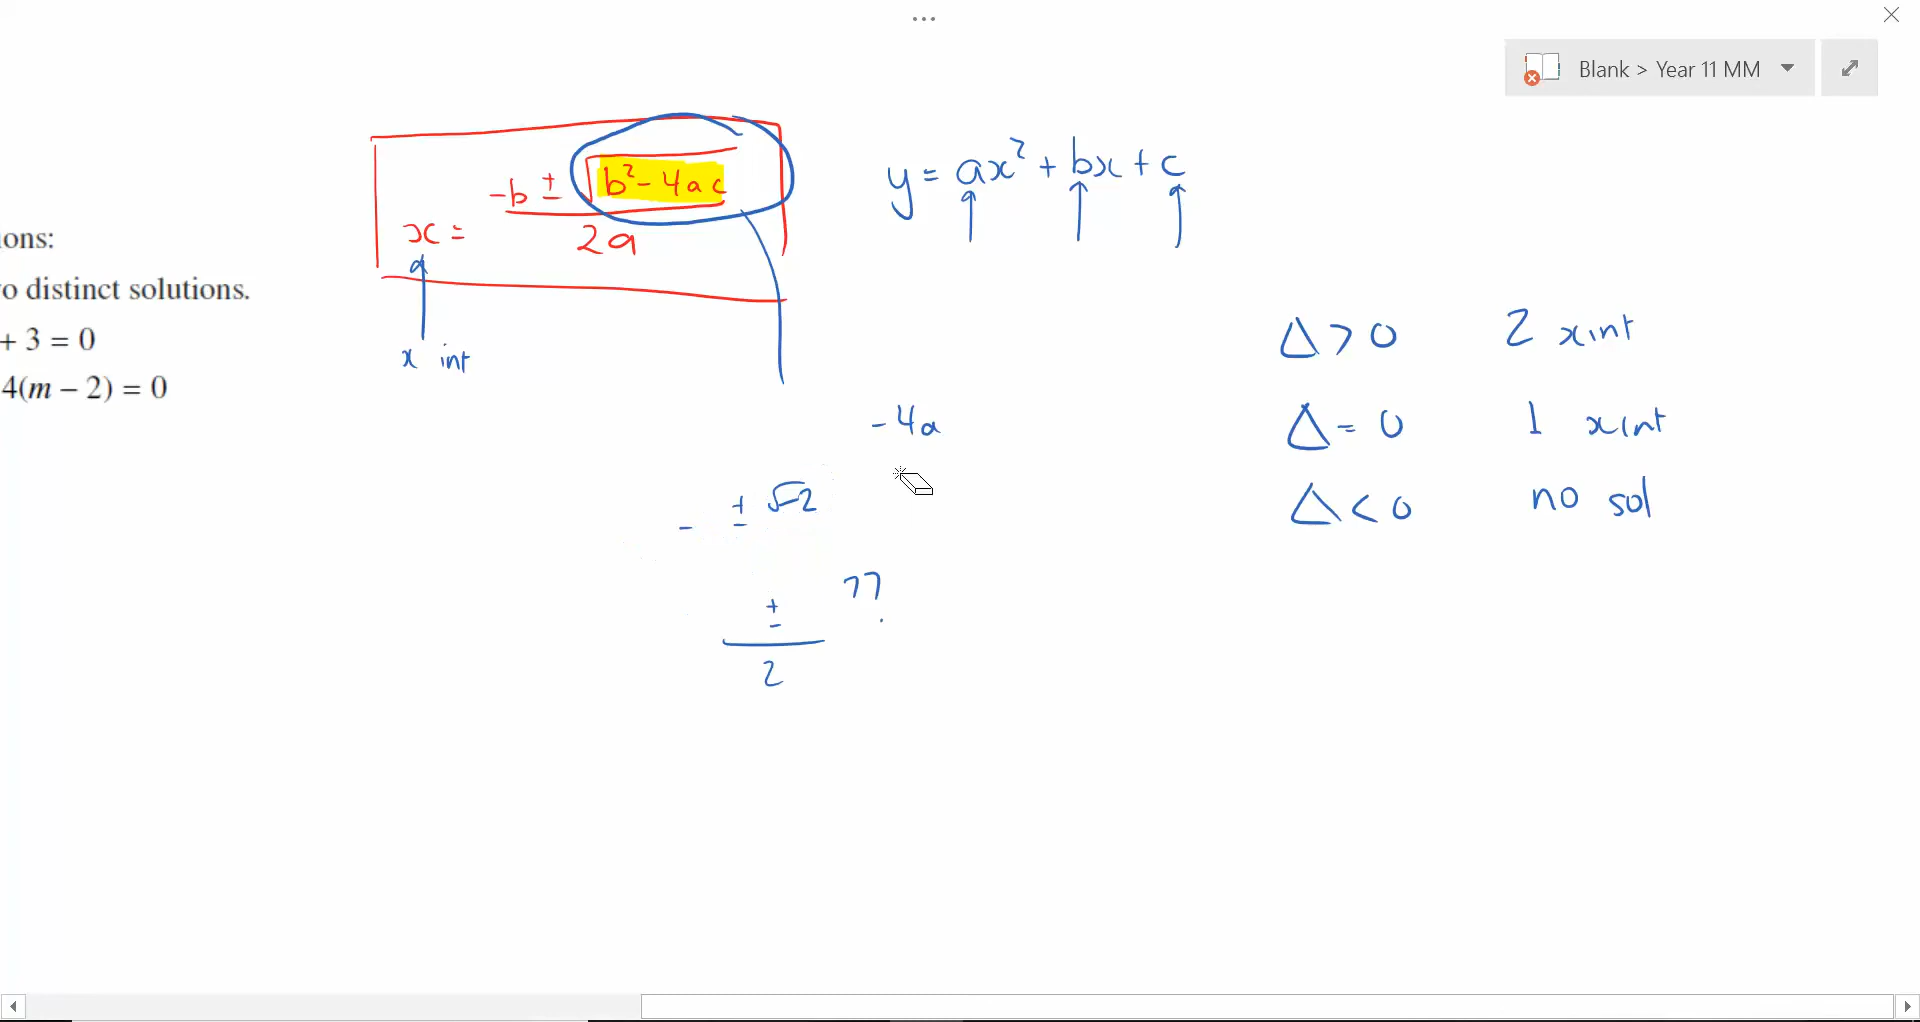 Blank > Year 11 MM
ions:
o distinct solutions.
+ 3 = 0
4(m − 2) = 0
x = -b ± √b² - 4ac / 2a
x int
y = ax² + bx + c
Δ > 0 2 x int
Δ = 0 1 x int
Δ < 0 no sol
- 4a
- ± √-2
± ??
2